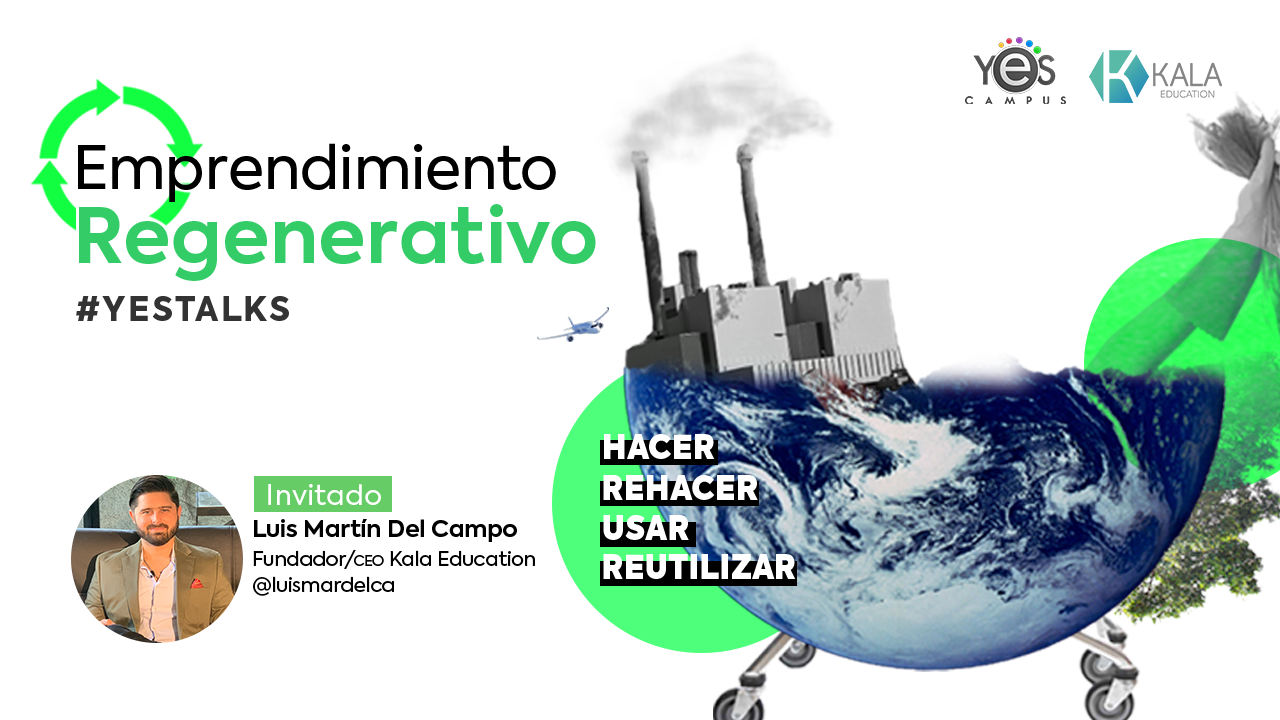 YeS
CAMPUS
KALA
EDUCATION
Emprendimiento
Regenerativo
#YESTALKS
HACER
REHACER
USAR
REUTILIZAR
Invitado
Luis Martín Del Campo
Fundador/CEO Kala Education
@luismardelca